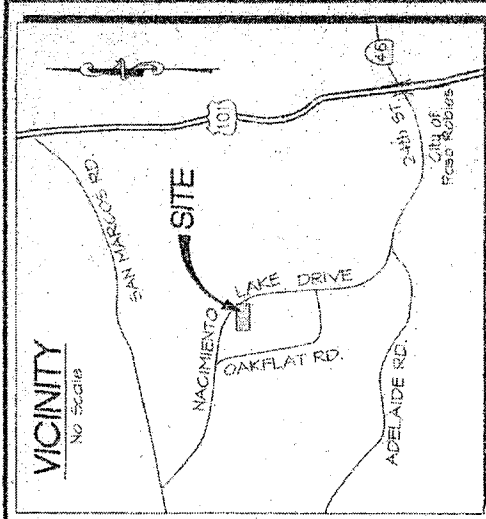 VICINITY
No Scale
SAN MARCOS RD.
101
46
24th ST.
City of
Paso Robles
SITE
NACIMIENTO
LAKE DRIVE
OAKFLAT RD.
ADELAIDE RD.